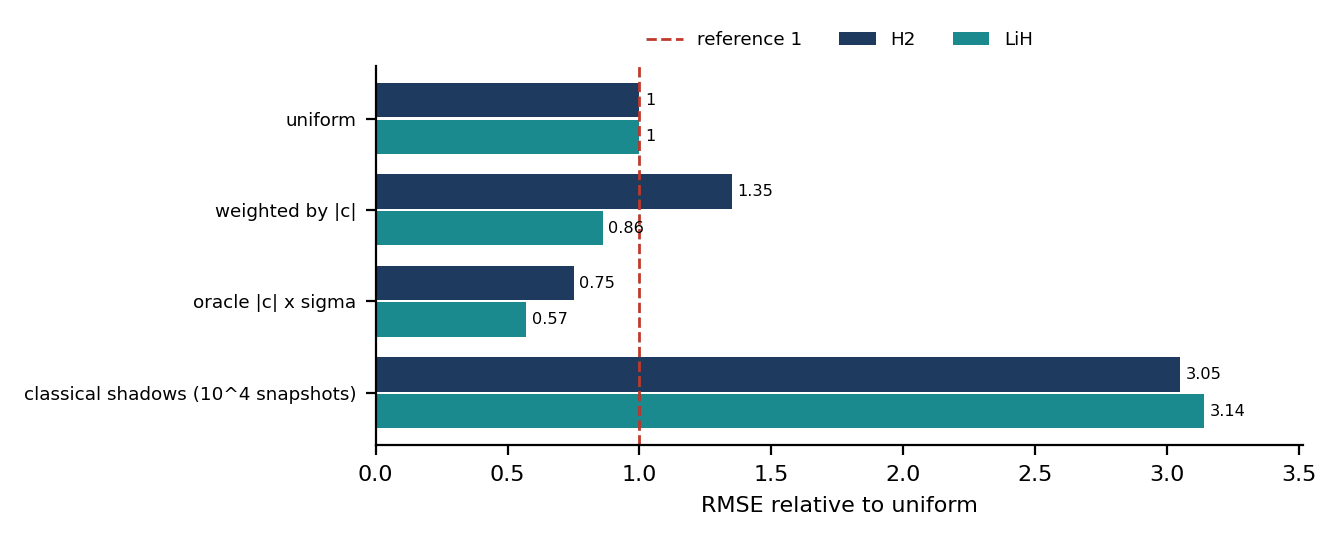 reference 1 H2 LiH
uniform
1
1
weighted by |c|
1.35
0.86
oracle |c| x sigma
0.75
0.57
classical shadows (10^4 snapshots)
3.05
3.14
0.0 0.5 1.0 1.5 2.0 2.5 3.0 3.5
RMSE relative to uniform